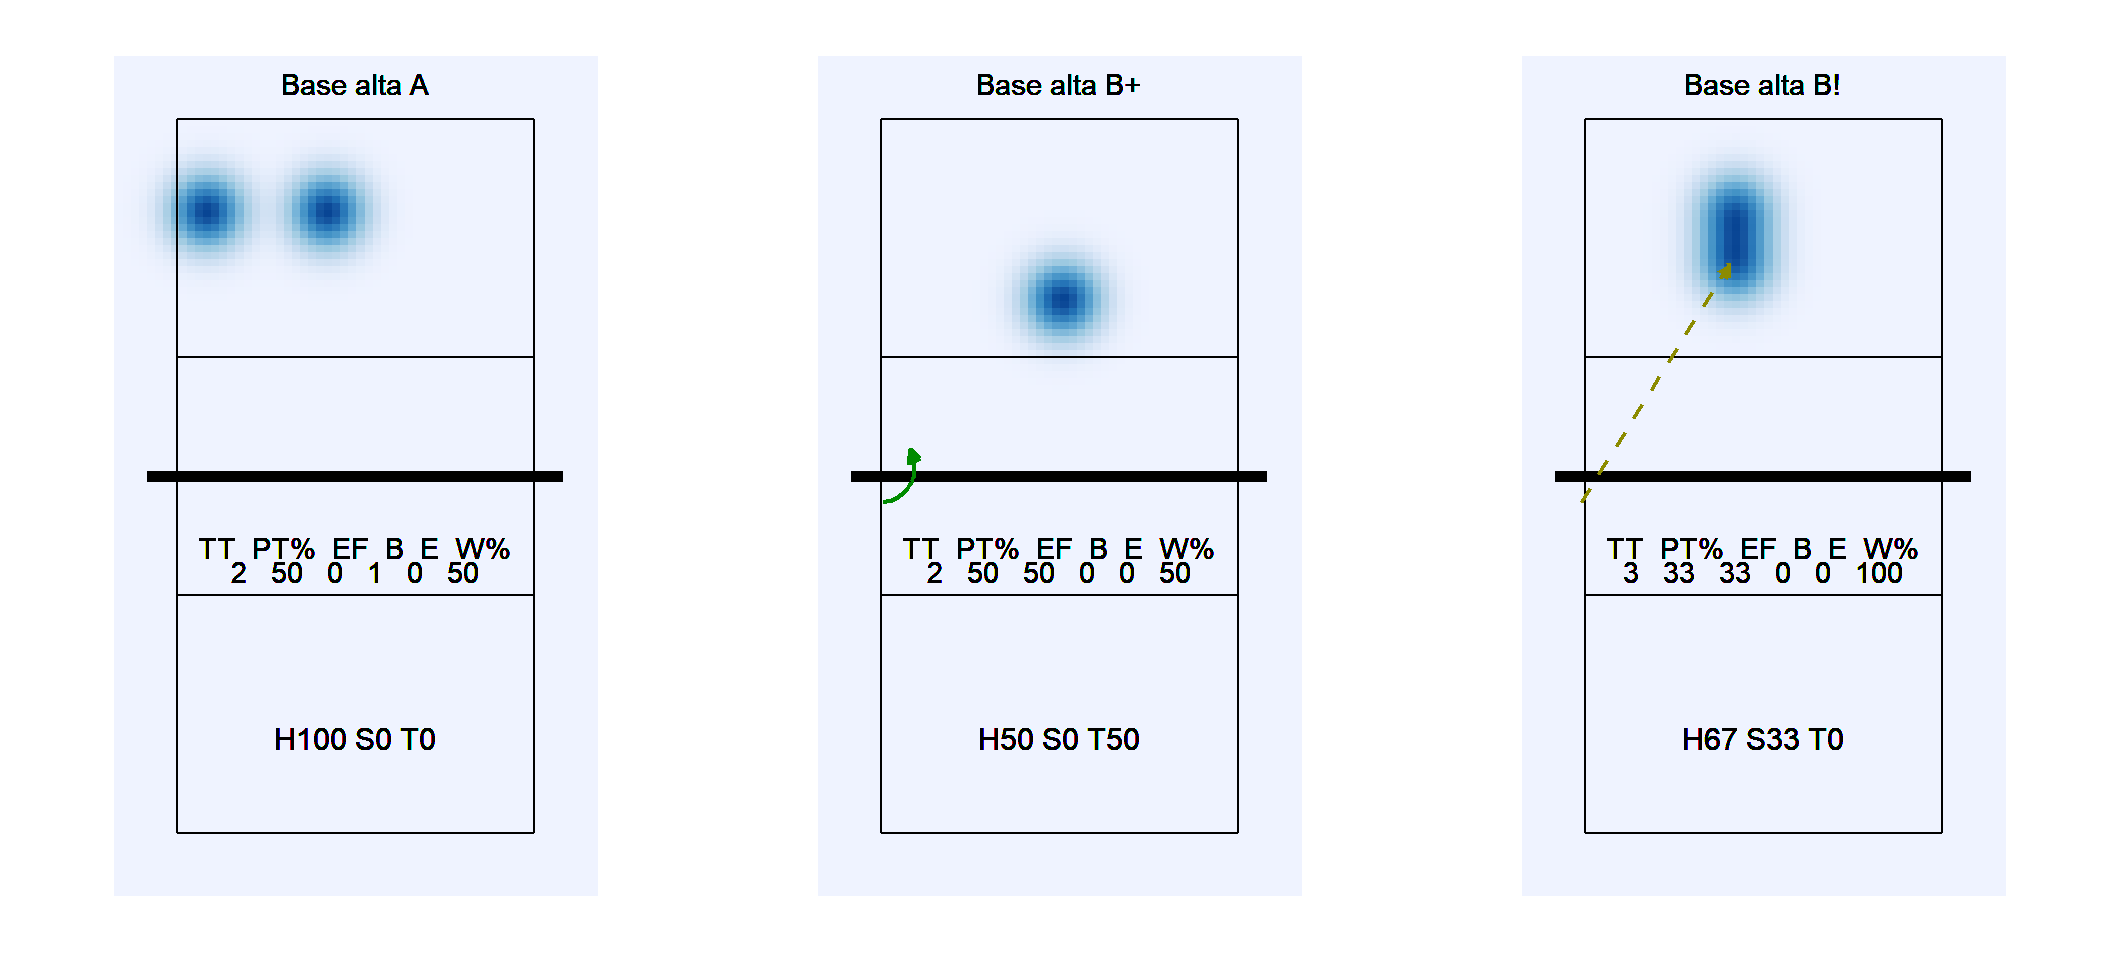 Base alta A
TT PT% EF B E W%
2 50 0 1 0 50
H100 S0 T0
Base alta B+
TT PT% EF B E W%
2 50 50 0 0 50
H50 S0 T50
Base alta B!
TT PT% EF B E W%
3 33 33 0 0 100
H67 S33 T0